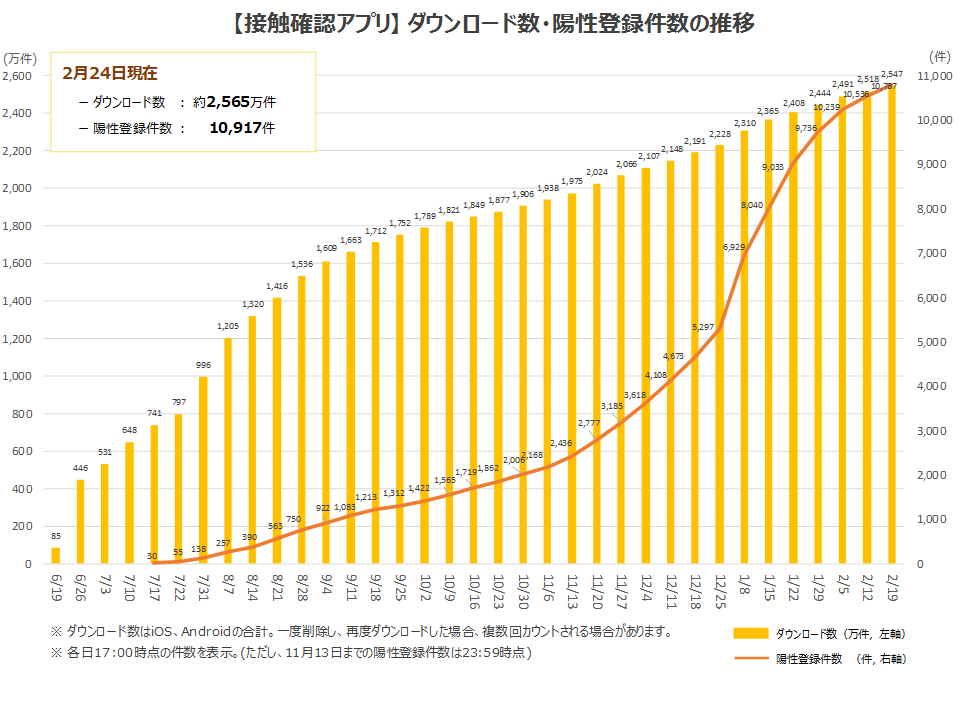 【接触確認アプリ】 ダウンロード数・陽性登録件数の推移
(万件)
(件)
2月24日現在
－ ダウンロード数 ： 約2,565万件
－ 陽性登録件数 ： 10,917件
2,600
2,400
2,200
2,000
1,800
1,600
1,400
1,200
1,000
800
600
400
200
0
11,000
10,000
9,000
8,000
7,000
6,000
5,000
4,000
3,000
2,000
1,000
0
85 446 531 648 741 797 996 1,205 1,320 1,416 1,536 1,609 1,663 1,712 1,752 1,789 1,821 1,849 1,877 1,906 1,938 1,975 2,024 2,066 2,107 2,148 2,191 2,228 2,310 2,365 2,408 2,444 2,491 2,518 2,547
30 55 138 257 390 563 750 922 1,083 1,213 1,312 1,422 1,565 1,719 1,862 2,006 2,168 2,436 2,777 3,185 3,618 4,108 4,673 5,297 6,929 8,040 9,033 9,736 10,239 10,536 10,787
6/19 6/26 7/3 7/10 7/17 7/22 7/31 8/7 8/14 8/21 8/28 9/4 9/11 9/18 9/25 10/2 10/9 10/16 10/23 10/30 11/6 11/13 11/20 11/27 12/4 12/11 12/18 12/25 1/8 1/15 1/22 1/29 2/5 2/12 2/19
※ ダウンロード数はiOS、Androidの合計。一度削除し、再度ダウンロードした場合、複数回カウントされる場合があります。
※ 各日17:00時点の件数を表示。(ただし、11月13日までの陽性登録件数は23:59時点)
ダウンロード数（万件, 左軸）
陽性登録件数 （件, 右軸）